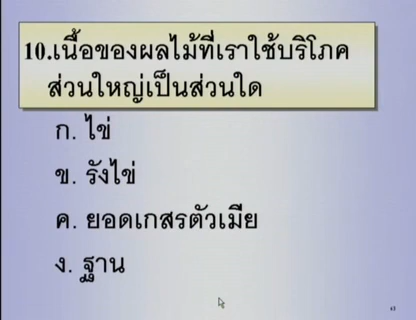 10.เนื้อของผลไม้ที่เราใช้บริโภค
ส่วนใหญ่เป็นส่วนใด
ก. ไข่
ข. รังไข่
ค. ยอดเกสรตัวเมีย
ง. ฐาน